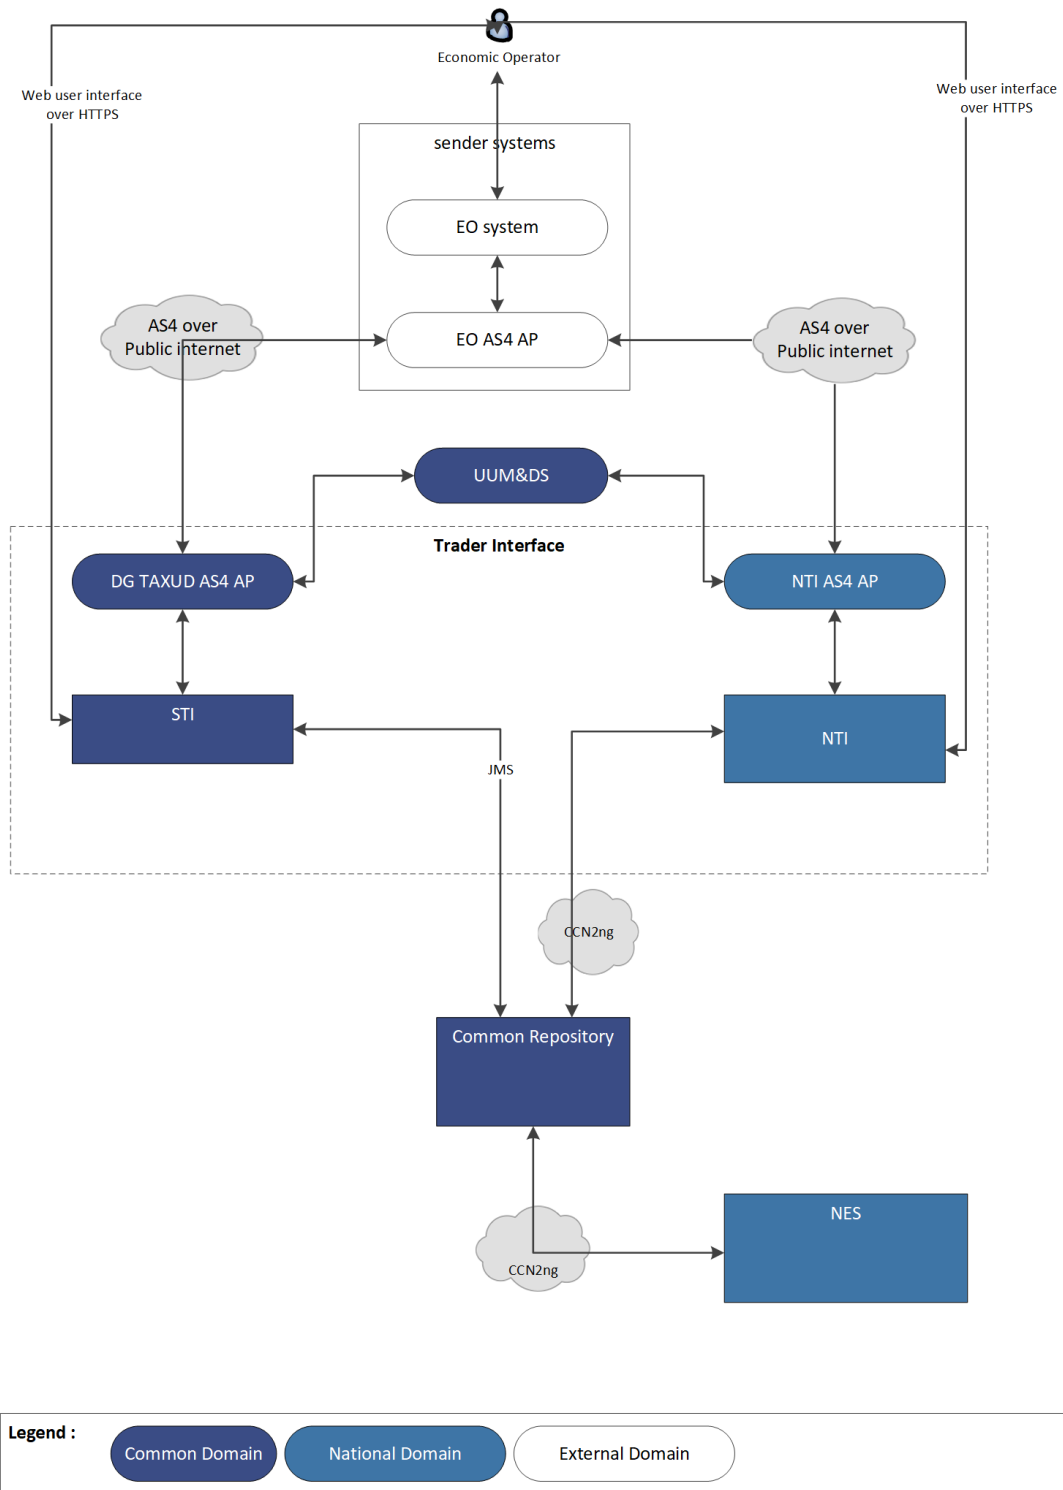 Economic Operator
Web user interface
over HTTPS
Web user interface
over HTTPS
sender systems
EO system
AS4 over
Public internet
EO AS4 AP
AS4 over
Public internet
UUM&DS
Trader Interface
DG TAXUD AS4 AP
NTI AS4 AP
STI
NTI
JMS
CCN2ng
Common Repository
NES
CCN2ng
Legend :
Common Domain
National Domain
External Domain